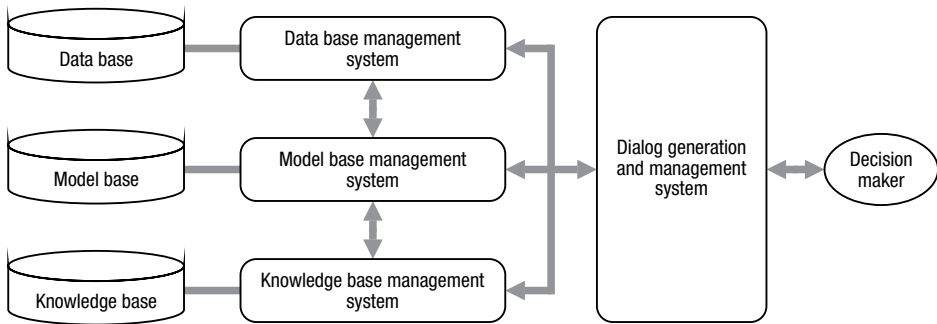 Data base
Data base management
system
Model base
Model base management
system
Knowledge base
Knowledge base management
system
Dialog generation
and management
system
Decision
maker